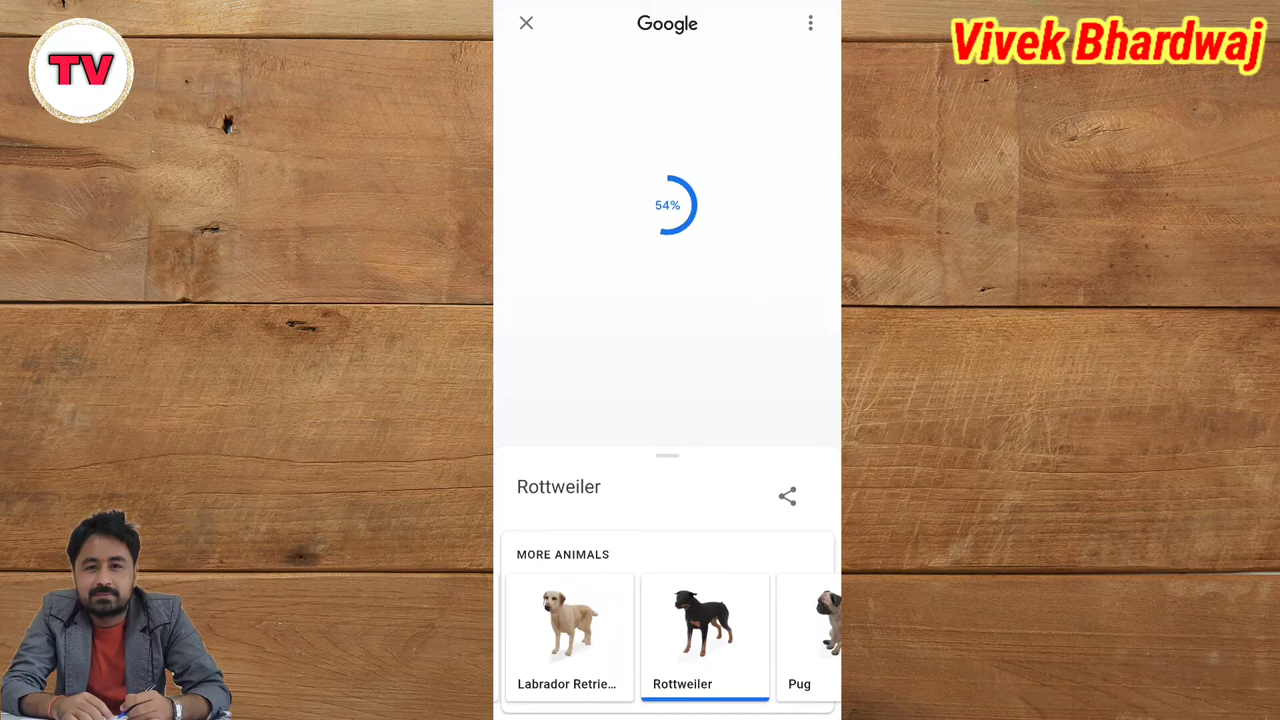 TV
Vivek Bhardwaj
Google
54%
Rottweiler
MORE ANIMALS
Labrador Retrie...
Rottweiler
Pug